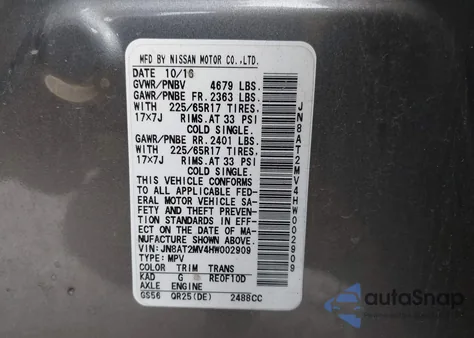 MFD BY NISSAN MOTOR CO.,LTD.
DATE 10/16
GVWR/PNBV 4679 LBS.
GAWR/PNBE FR. 2363 LBS.
WITH 225/65R17 TIRES.
17×7J RIMS. AT 33 PSI
COLD SINGLE.
GAWR/PNBE RR. 2401 LBS.
WITH 225/65R17 TIRES.
17×7J RIMS. AT 33 PSI
COLD SINGLE.
THIS VEHICLE CONFORMS
TO ALL APPLICABLE FED-
ERAL MOTOR VEHICLE SA-
FETY AND THEFT PREVEN-
TION STANDARDS IN EFF-
ECT ON THE DATE OF MA-
NUFACTURE SHOWN ABOVE.
VIN: JN8AT2MV4HW002909
TYPE: MPV
COLOR TRIM TRANS
KAD G RE0F10D
AXLE ENGINE
GS56 QR25(DE) 2488CC
JN8AT2MV4HW002909
autoSnap